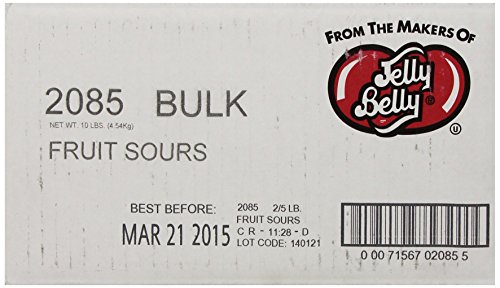 FROM THE MAKERS OF
Jelly
Belly®
U
2085 BULK
NET WT. 10 LBS. (4.54Kg)
FRUIT SOURS
BEST BEFORE:
MAR 21 2015
2085 2/5 LB.
FRUIT SOURS
C R - 11:28 - D
LOT CODE: 140121
0 00 71567 02085 5